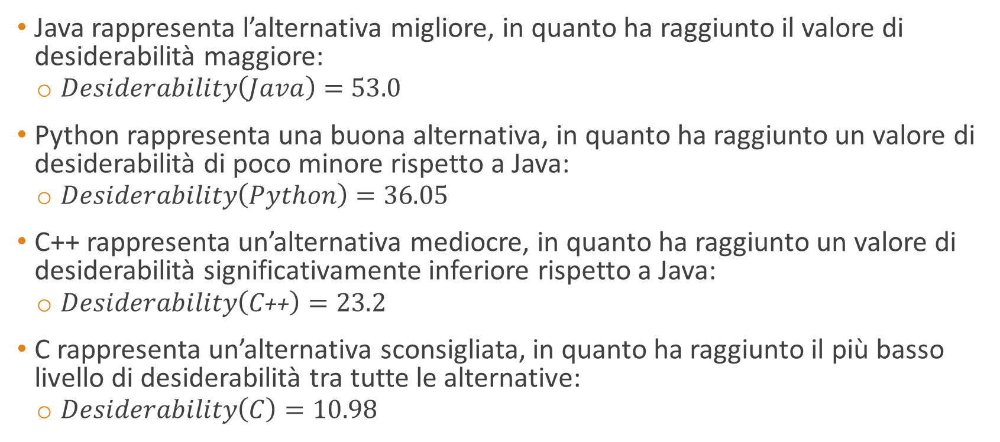 • Java rappresenta l’alternativa migliore, in quanto ha raggiunto il valore di
desiderabilità maggiore:
o Desiderability(Java) = 53.0
• Python rappresenta una buona alternativa, in quanto ha raggiunto un valore di
desiderabilità di poco minore rispetto a Java:
o Desiderability(Python) = 36.05
• C++ rappresenta un’alternativa mediocre, in quanto ha raggiunto un valore di
desiderabilità significativamente inferiore rispetto a Java:
o Desiderability(C++) = 23.2
• C rappresenta un’alternativa sconsigliata, in quanto ha raggiunto il più basso
livello di desiderabilità tra tutte le alternative:
o Desiderability(C) = 10.98